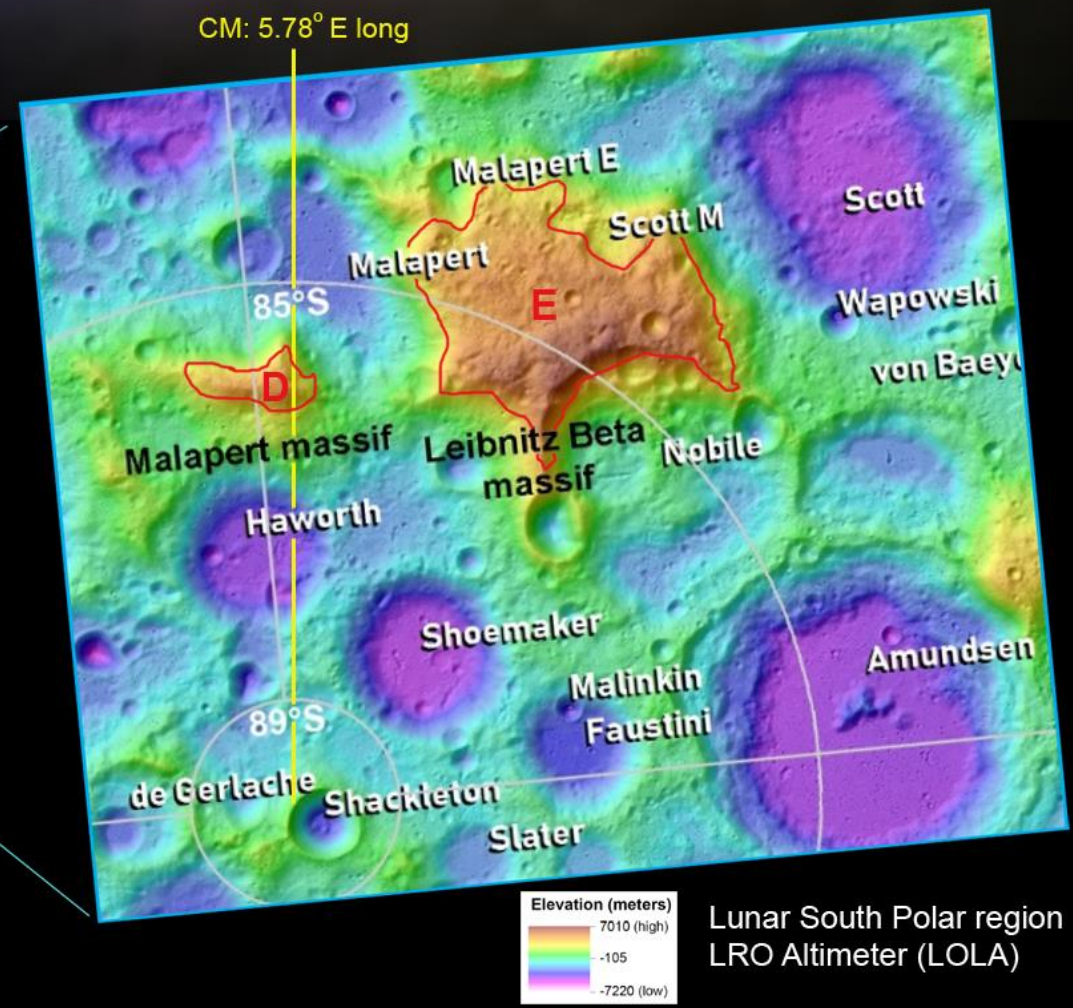 CM: 5.78° E long
Malapert E
Scott
Scott M
Malapert
E
Wapowski
85°S
von Baeye
D
Malapert massif
Leibnitz Beta
massif
Nobile
Haworth
Shoemaker
Amundsen
Malinkin
Faustini
89°S
de Gerlache
Shackleton
Slater
Elevation (meters)
7010 (high)
-105
-7220 (low)
Lunar South Polar region
LRO Altimeter (LOLA)